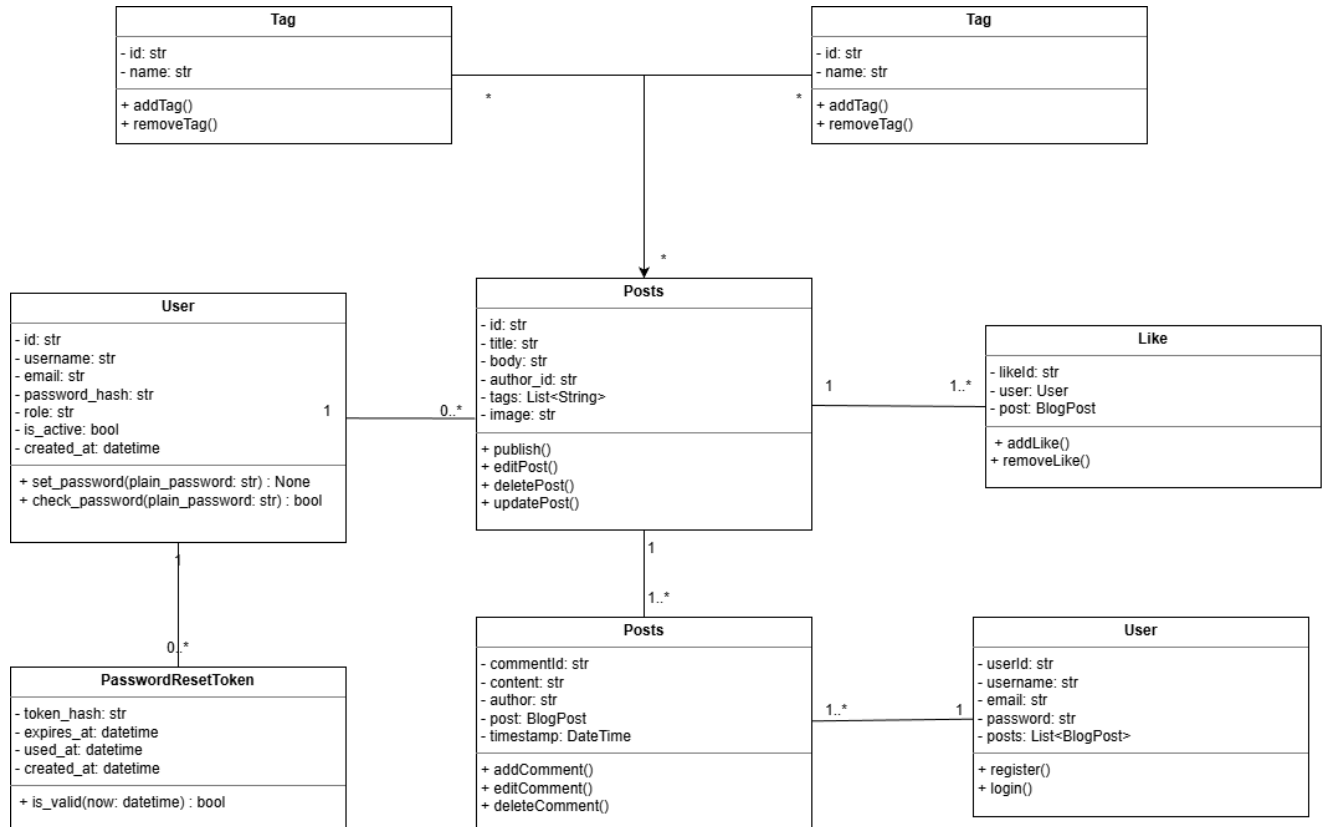 Tag
- id: str
- name: str
+ addTag()
+ removeTag()
Tag
- id: str
- name: str
+ addTag()
+ removeTag()
*
*
*
User
- id: str
- username: str
- email: str
- password_hash: str
- role: str
- is_active: bool
- created_at: datetime
+ set_password(plain_password: str) : None
+ check_password(plain_password: str) : bool
1
0..*
Posts
- id: str
- title: str
- body: str
- author_id: str
- tags: List<String>
- image: str
+ publish()
+ editPost()
+ deletePost()
+ updatePost()
1
1..*
Like
- likeId: str
- user: User
- post: BlogPost
+ addLike()
+ removeLike()
1
0..*
PasswordResetToken
- token_hash: str
- expires_at: datetime
- used_at: datetime
- created_at: datetime
+ is_valid(now: datetime) : bool
1
1..*
Posts
- commentId: str
- content: str
- author: str
- post: BlogPost
- timestamp: DateTime
+ addComment()
+ editComment()
+ deleteComment()
1..*
1
User
- userId: str
- username: str
- email: str
- password: str
- posts: List<BlogPost>
+ register()
+ login()